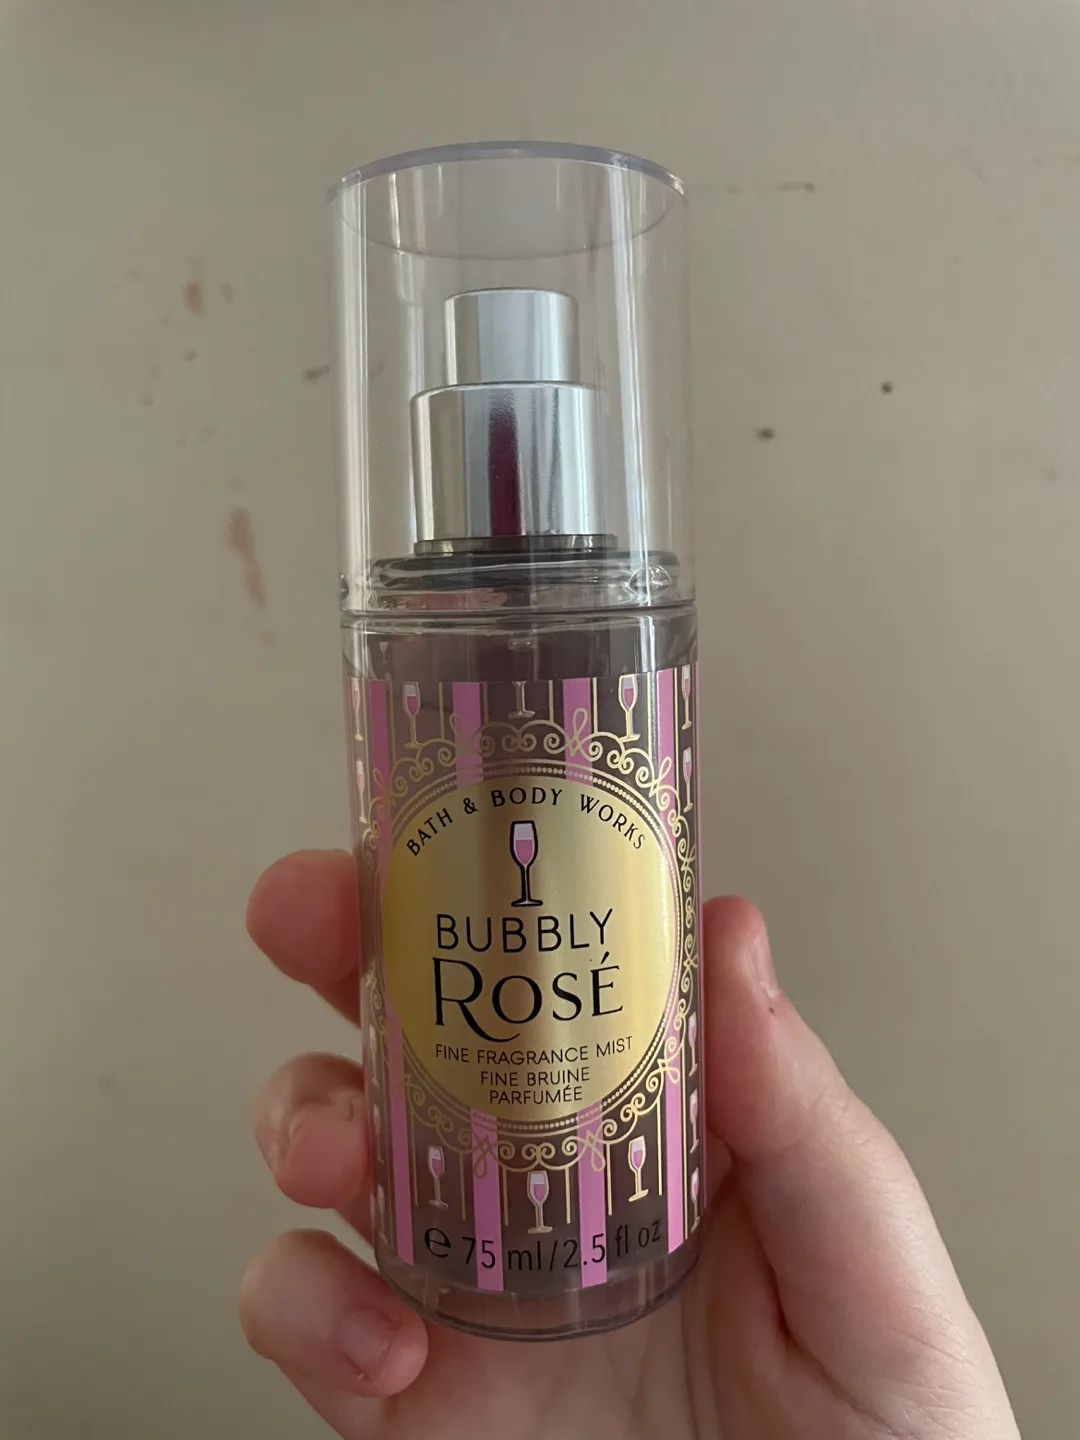 BATH & BODY WORKS
BUBBLY
ROSÉ
FINE FRAGRANCE MIST
FINE BRUINE
PARFUMÉE
℮ 75 ml/2.5 fl oz